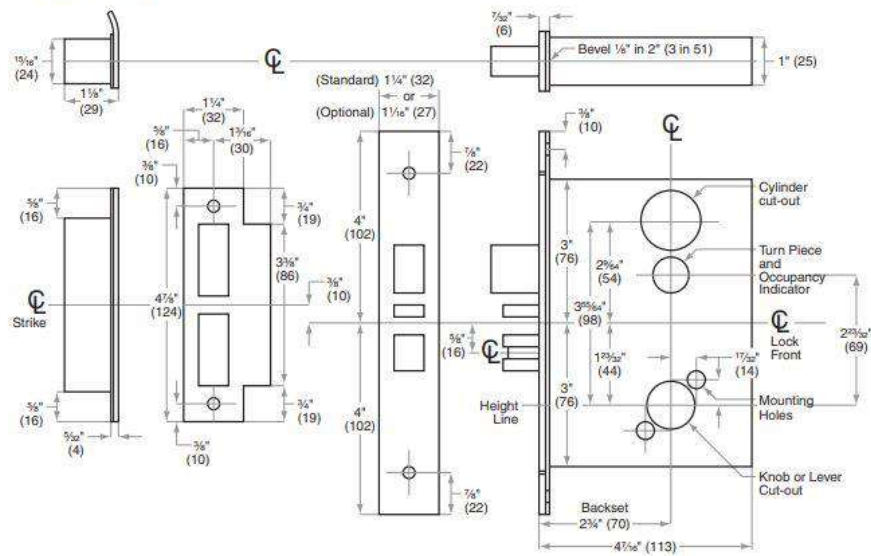 7/32"
(6)
Bevel 1/8" in 2" (3 in 51)
15/16"
(24)
1" (25)
1 1/8"
(29)
(Standard) 1 1/4" (32)
or
(Optional) 1 1/16" (27)
1 1/4"
(32)
5/8"
(16)
1 3/16"
(30)
3/8"
(10)
7/8"
(22)
3/8"
(10)
5/8"
(16)
3/4"
(19)
Cylinder
cut-out
4"
(102)
3"
(76)
Turn Piece
and
Occupancy
Indicator
3 3/8"
(86)
(54)
3/8"
(10)
4 7/8"
(124)
(98)
℄
Strike
℄
Lock
Front
5/8"
(16)
℄
2 23/32"
(69)
1 23/32"
(44)
17/32"
(14)
Height
Line
3"
(76)
Mounting
Holes
5/8"
(16)
3/4"
(19)
4"
(102)
5/32"
(4)
3/8"
(10)
7/8"
(22)
Knob or Lever
Cut-out
Backset
2 3/4" (70)
4 7/16" (113)